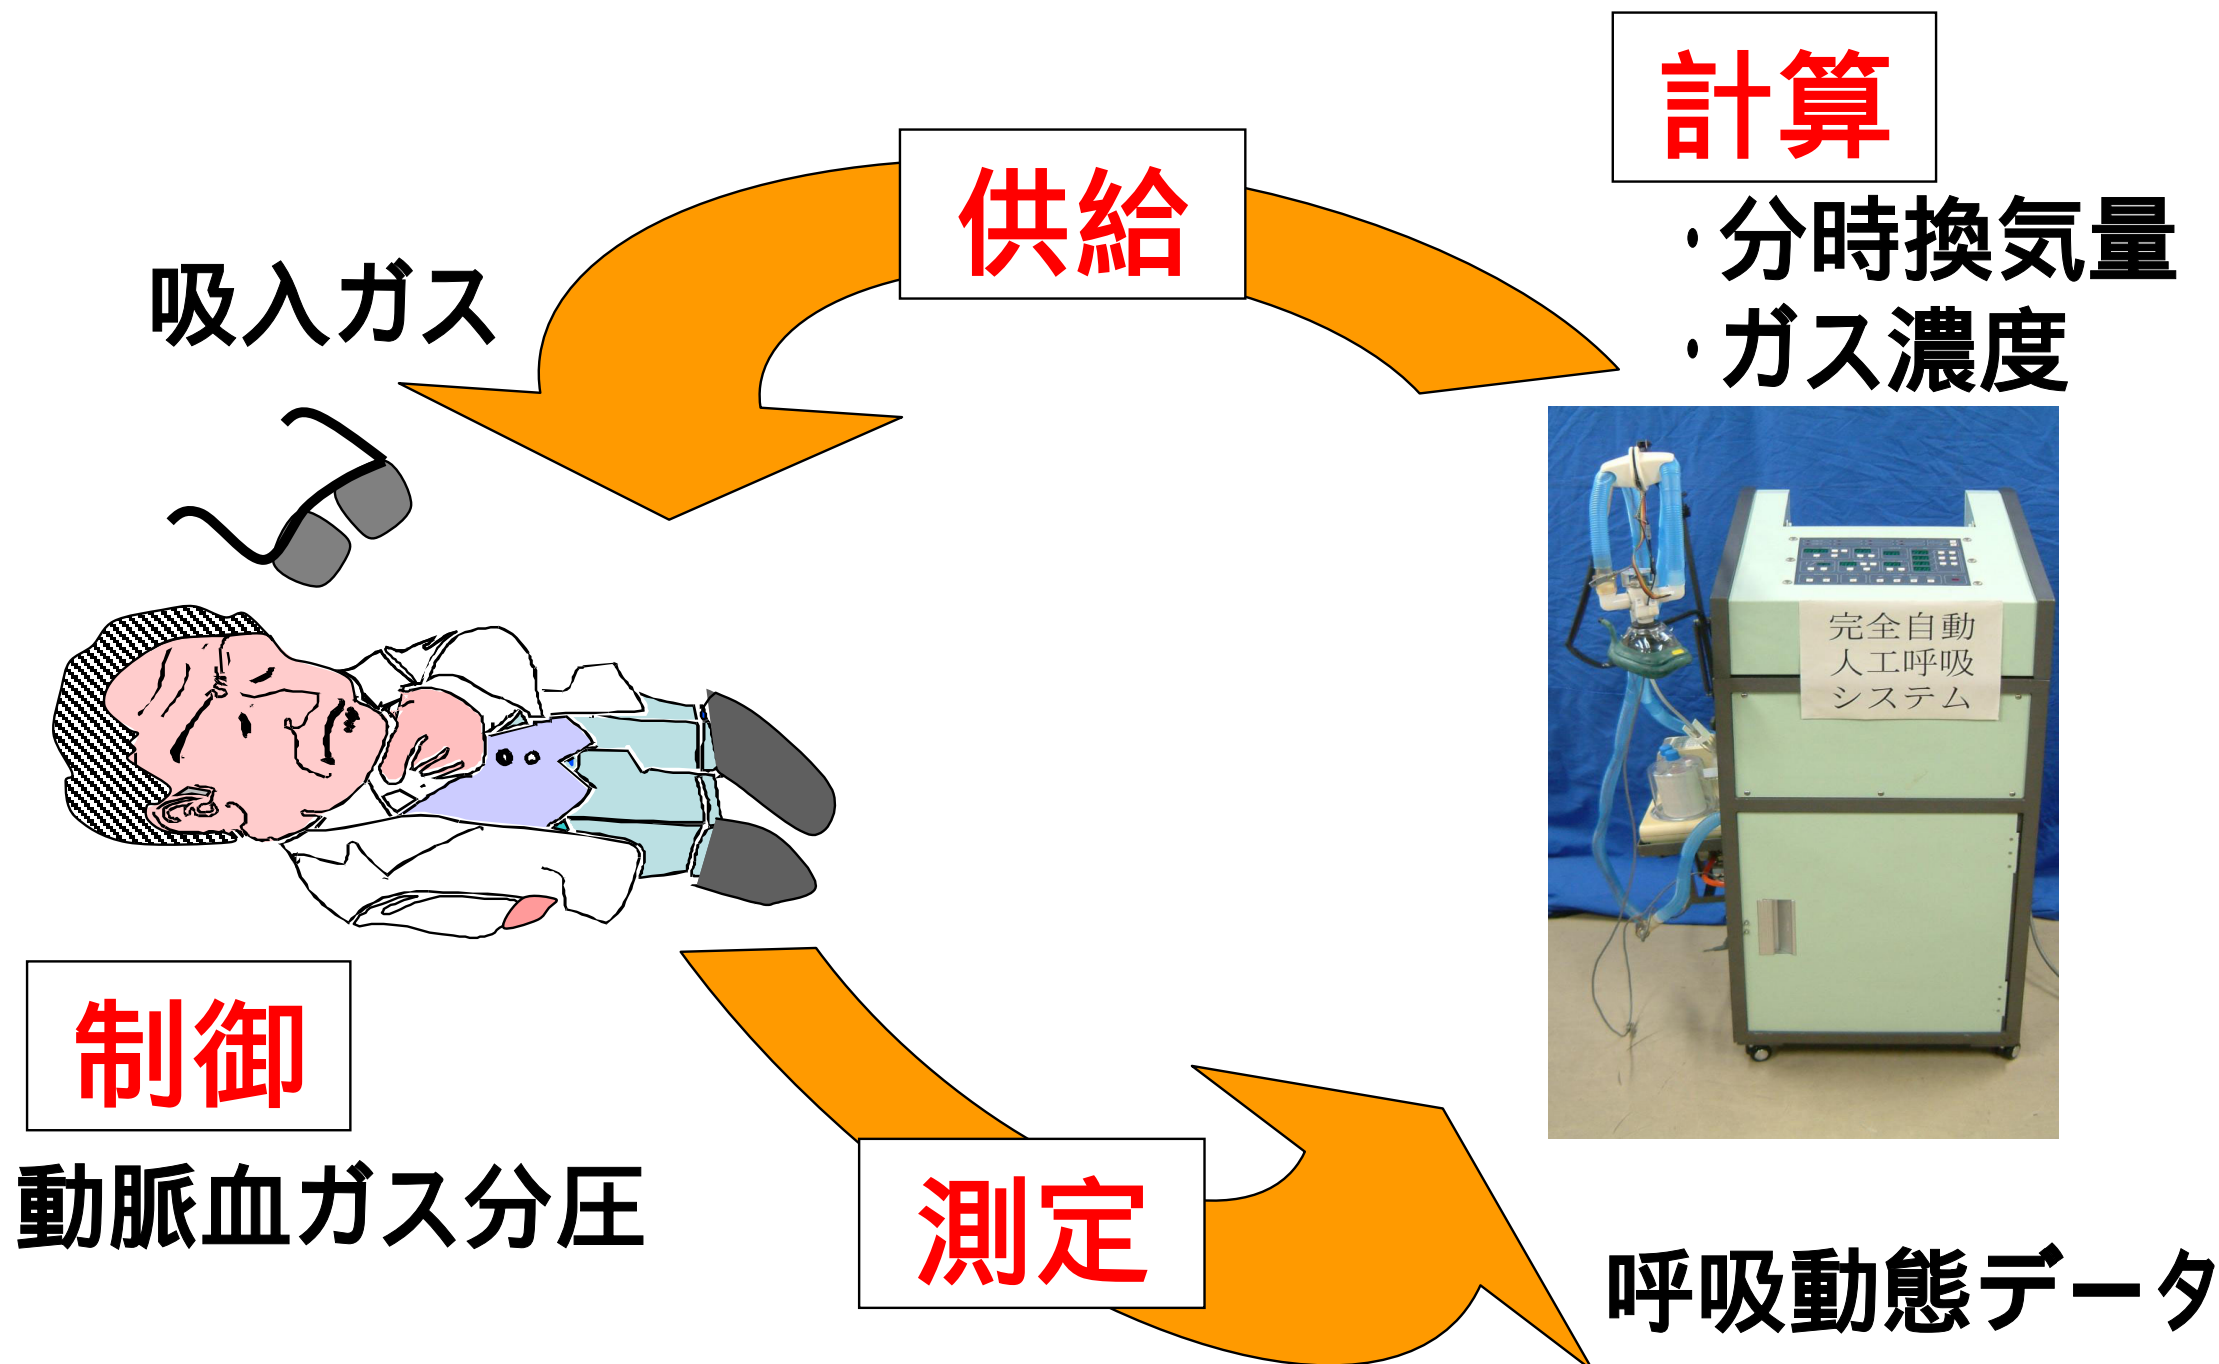 計算
・分時換気量
・ガス濃度
供給
吸入ガス
完全自動
人工呼吸
システム
制御
動脈血ガス分圧
測定
呼吸動態データ